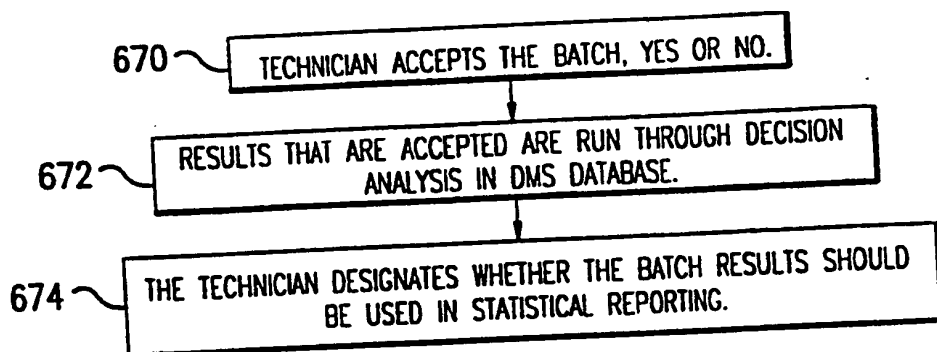 670
TECHNICIAN ACCEPTS THE BATCH, YES OR NO.
672
RESULTS THAT ARE ACCEPTED ARE RUN THROUGH DECISION
ANALYSIS IN DMS DATABASE.
674
THE TECHNICIAN DESIGNATES WHETHER THE BATCH RESULTS SHOULD
BE USED IN STATISTICAL REPORTING.